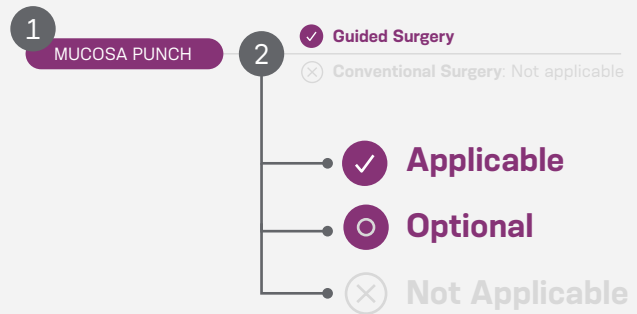 1
MUCOSA PUNCH
2
Guided Surgery
Conventional Surgery: Not applicable
Applicable
Optional
Not Applicable